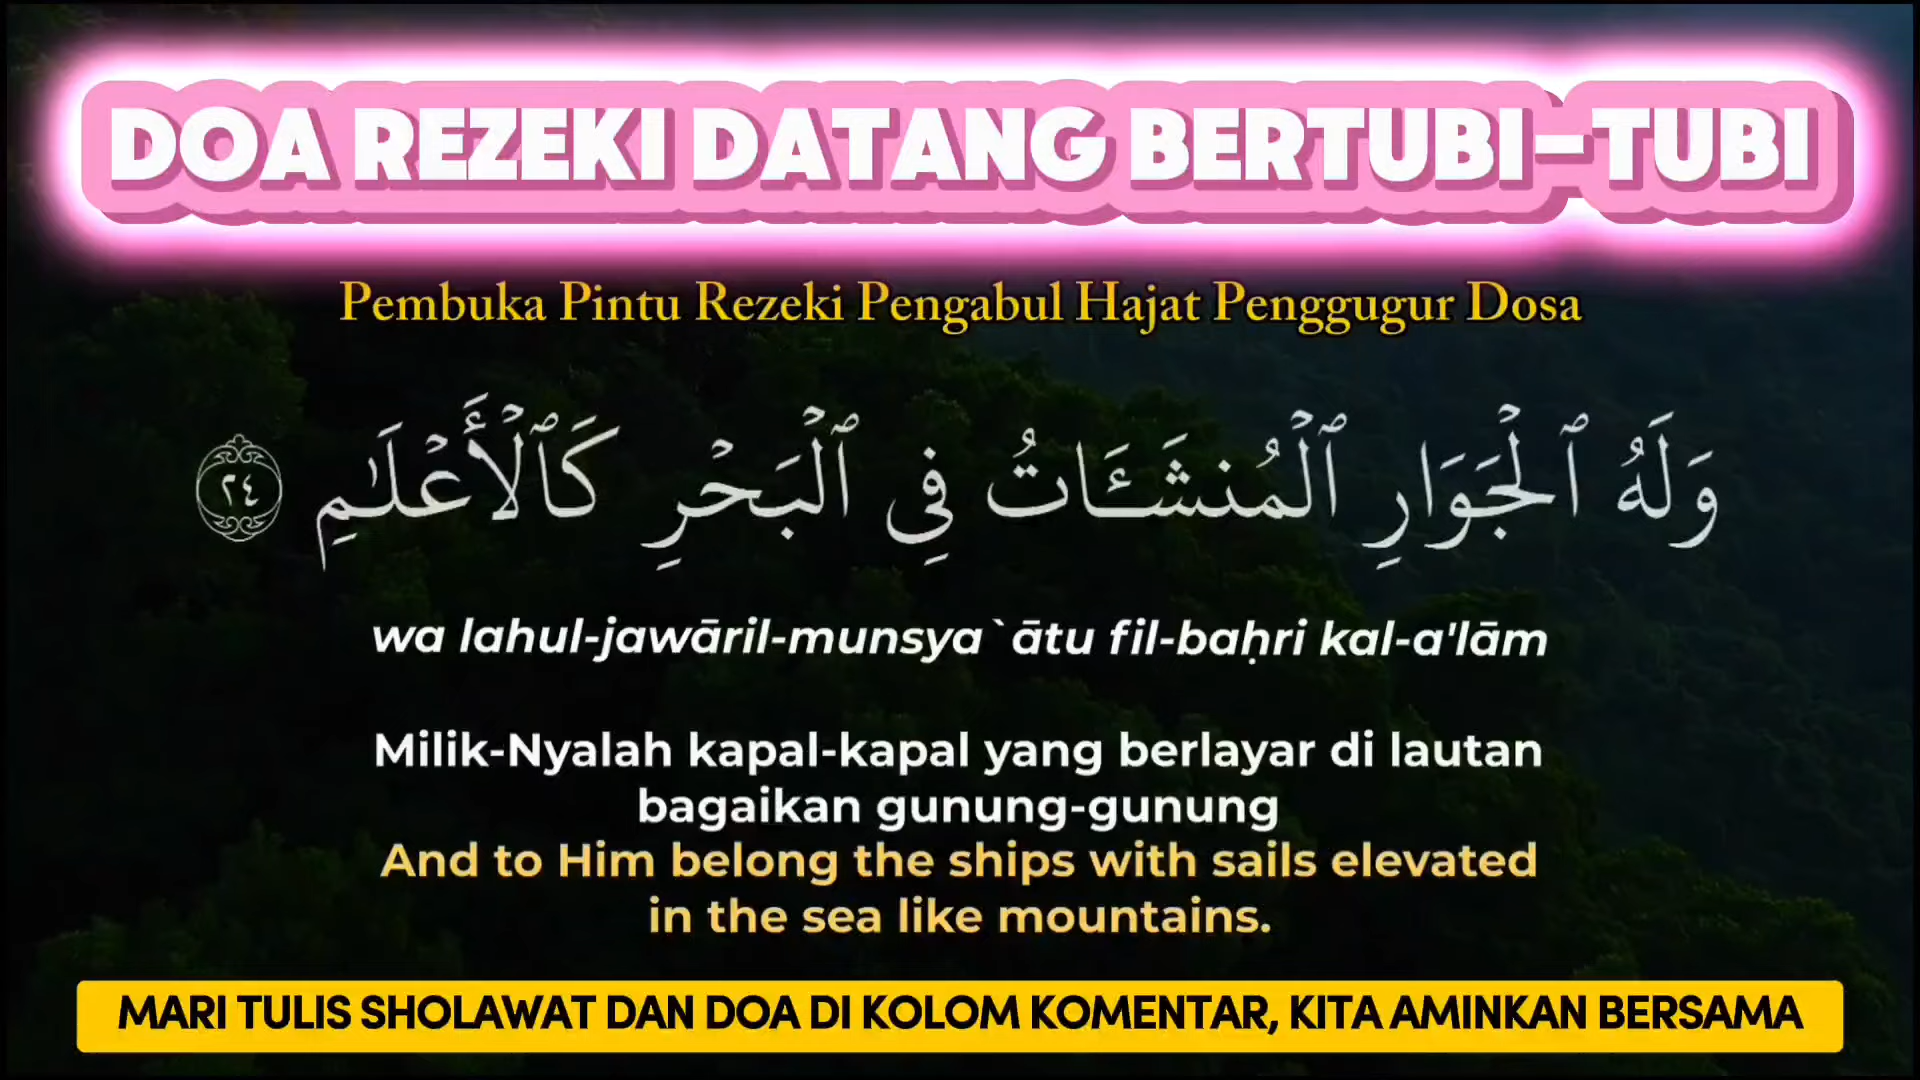 DOA REZEKI DATANG BERTUBI-TUBI
Pembuka Pintu Rezeki Pengabul Hajat Penggugur Dosa
وَلَهُ ٱلْجَوَارِ ٱلْمُنشَـَٔاتُ فِى ٱلْبَحْرِ كَٱلْأَعْلَـٰمِ ٢٤
wa lahul-jawāril-munsya`ātu fil-baḥri kal-a'lām
Milik-Nyalah kapal-kapal yang berlayar di lautan
bagaikan gunung-gunung
And to Him belong the ships with sails elevated
in the sea like mountains.
MARI TULIS SHOLAWAT DAN DOA DI KOLOM KOMENTAR, KITA AMINKAN BERSAMA